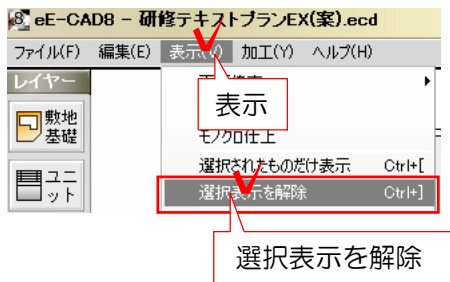 eE-CAD8 - 研修テキストプランEX(案).ecd
ファイル(F) 編集(E) 表示(V) 加工(Y) ヘルプ(H)
レイヤー
表示
敷地
基礎
モノクロ仕上
選択されたものだけ表示 Ctrl+[
ユニ
ット
選択表示を解除 Ctrl+]
選択表示を解除